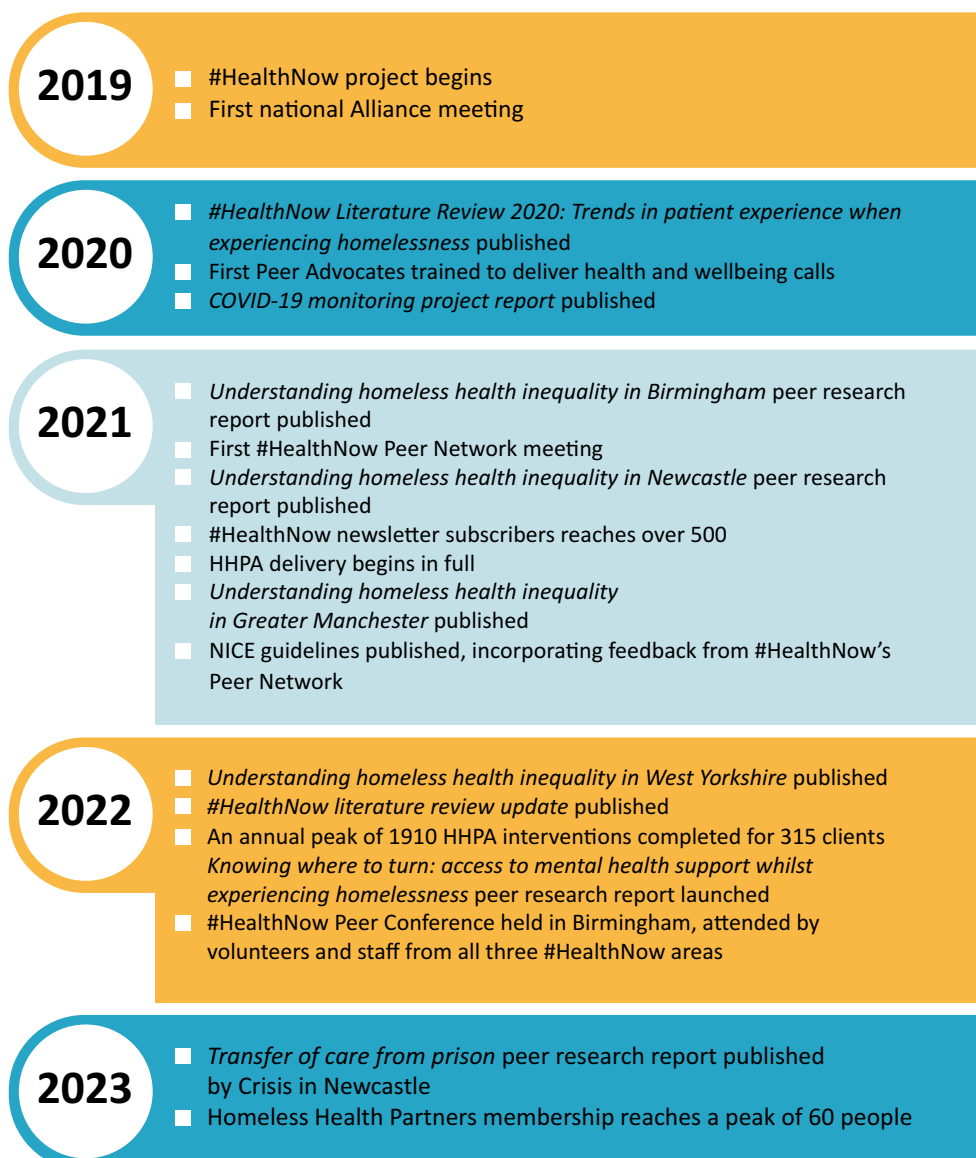 2019
#HealthNow project begins
First national Alliance meeting
2020
#HealthNow Literature Review 2020: Trends in patient experience when
experiencing homelessness published
First Peer Advocates trained to deliver health and wellbeing calls
COVID-19 monitoring project report published
2021
Understanding homeless health inequality in Birmingham peer research
report published
First #HealthNow Peer Network meeting
Understanding homeless health inequality in Newcastle peer research
report published
#HealthNow newsletter subscribers reaches over 500
HHPA delivery begins in full
Understanding homeless health inequality
in Greater Manchester published
NICE guidelines published, incorporating feedback from #HealthNow's
Peer Network
2022
Understanding homeless health inequality in West Yorkshire published
#HealthNow literature review update published
An annual peak of 1910 HHPA interventions completed for 315 clients
Knowing where to turn: access to mental health support whilst
experiencing homelessness peer research report launched
#HealthNow Peer Conference held in Birmingham, attended by
volunteers and staff from all three #HealthNow areas
2023
Transfer of care from prison peer research report published
by Crisis in Newcastle
Homeless Health Partners membership reaches a peak of 60 people